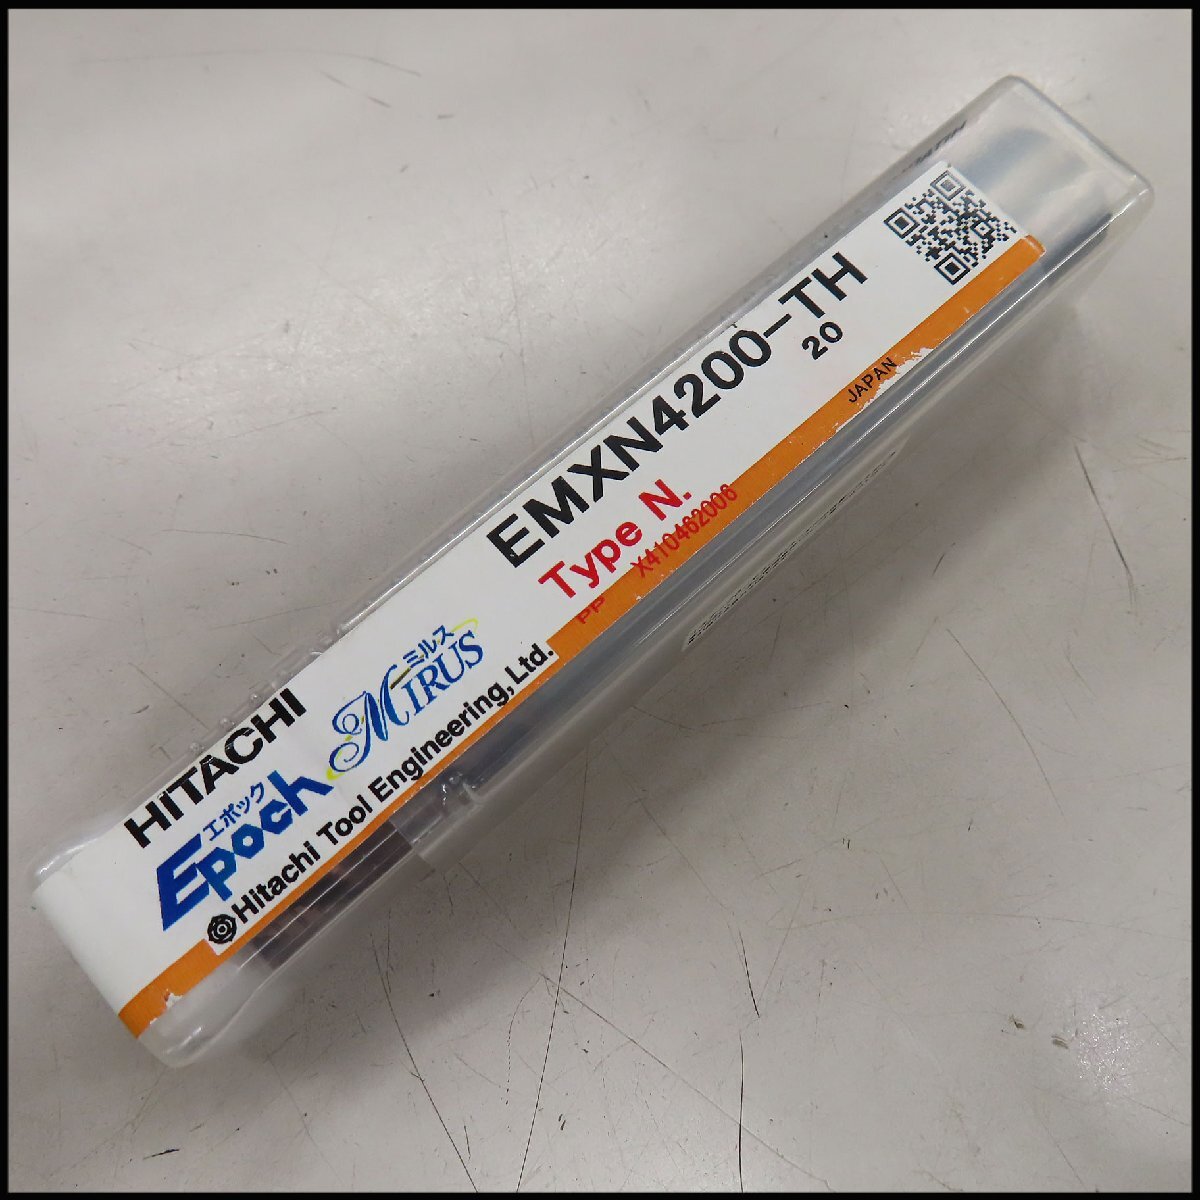 HITACHI
エポック
Epoch
ミルス
MIRUS
Hitachi Tool Engineering,Ltd.
EMXN4200-TH
20
Type N.
PP X410462006
JAPAN